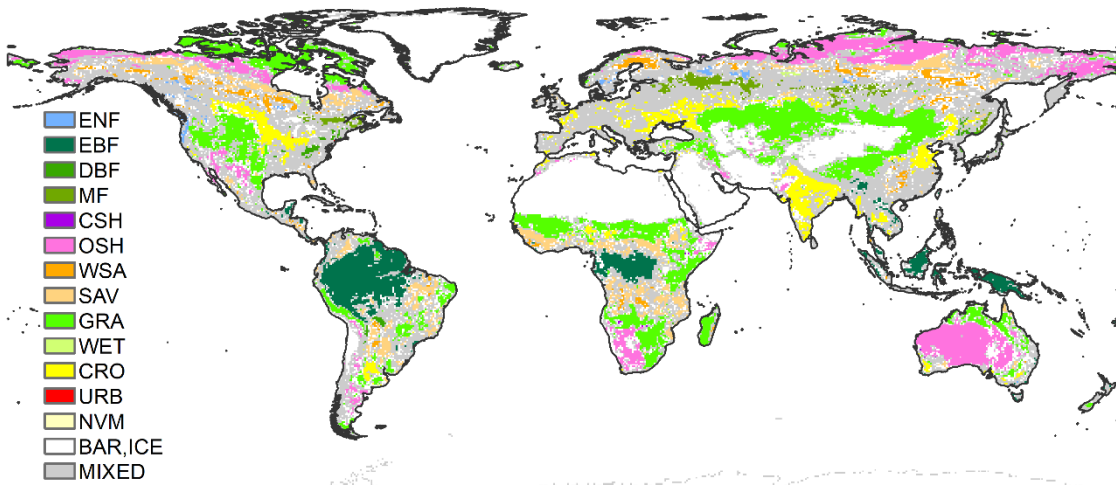 ENF
EBF
DBF
MF
CSH
OSH
WSA
SAV
GRA
WET
CRO
URB
NVM
BAR,ICE
MIXED